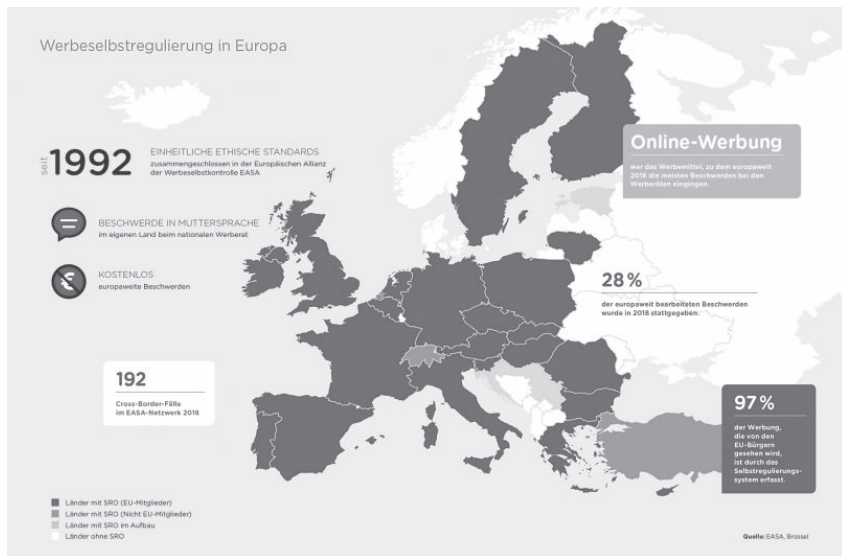 Werbeselbstregulierung in Europa
seit 1992
EINHEITLICHE ETHISCHE STANDARDS
zusammengeschlossen in der Europäischen Allianz
der Werbeselbstkontrolle EASA
BESCHWERDE IN MUTTERSPRACHE
im eigenen Land beim nationalen Werberat
KOSTENLOS
europaweite Beschwerden
192
Cross-Border-Fälle
im EASA-Netzwerk 2018
Online-Werbung
war das Werbemittel, zu dem europaweit
2018 die meisten Beschwerden bei den
Werberäten eingingen.
28 %
der europaweit bearbeiteten Beschwerden
wurde in 2018 stattgegeben.
97 %
der Werbung,
die von den
EU-Bürgern
gesehen wird,
ist durch das
Selbstregulierungs-
system erfasst.
Länder mit SRO (EU-Mitglieder)
Länder mit SRO (Nicht EU-Mitglieder)
Länder mit SRO im Aufbau
Länder ohne SRO
Quelle: EASA, Brüssel